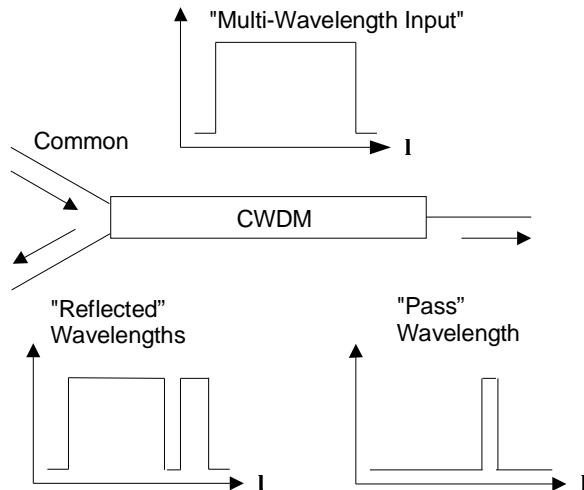 "Multi-Wavelength Input"
l
Common
CWDM
"Reflected”
Wavelengths
l
"Pass”
Wavelength
l